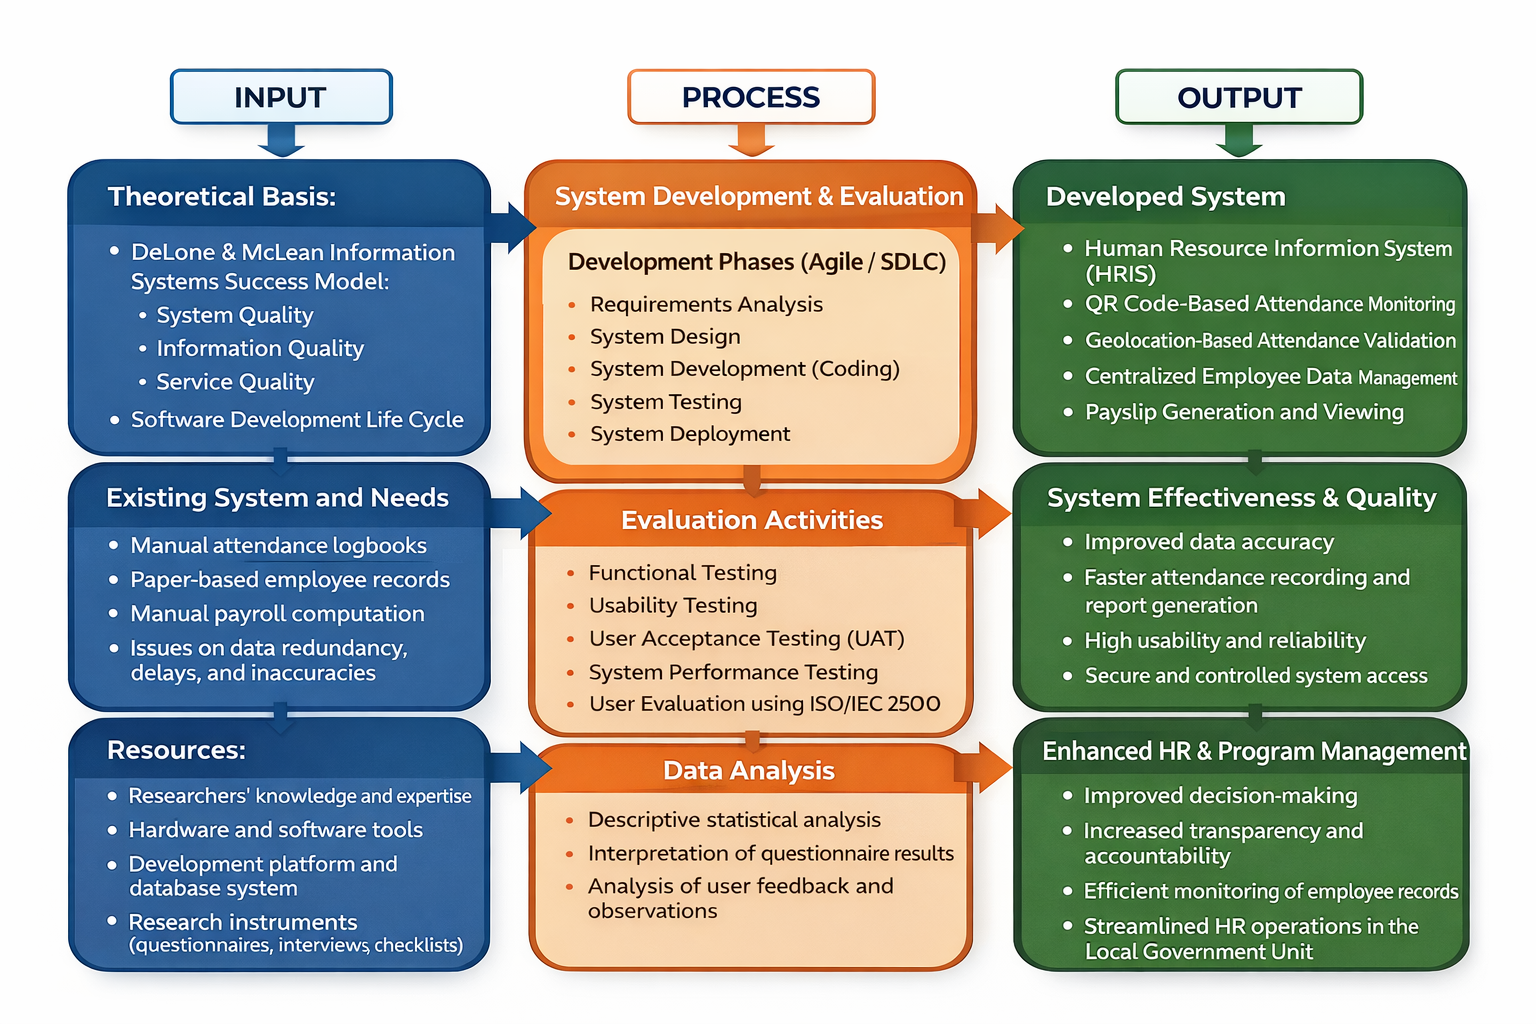 INPUT
Theoretical Basis:
• DeLone & McLean Information
Systems Success Model:
• System Quality
• Information Quality
• Service Quality
• Software Development Life Cycle
Existing System and Needs
• Manual attendance logbooks
• Paper-based employee records
• Manual payroll computation
• Issues on data redundancy,
delays, and inaccuracies
Resources:
• Researchers' knowledge and expertise
• Hardware and software tools
• Development platform and
database system
• Research instruments
(questionnaires, interviews, checklists)
PROCESS
System Development & Evaluation
Development Phases (Agile / SDLC)
• Requirements Analysis
• System Design
• System Development (Coding)
• System Testing
• System Deployment
Evaluation Activities
• Functional Testing
• Usability Testing
• User Acceptance Testing (UAT)
• System Performance Testing
• User Evaluation using ISO/IEC 2500
Data Analysis
• Descriptive statistical analysis
• Interpretation of questionnaire results
• Analysis of user feedback and
observations
OUTPUT
Developed System
• Human Resource Informion System
(HRIS)
• QR Code-Based Attendance Monitoring
• Geolocation-Based Attendance Validation
• Centralized Employee Data Management
• Payslip Generation and Viewing
System Effectiveness & Quality
• Improved data accuracy
• Faster attendance recording and
report generation
• High usability and reliability
• Secure and controlled system access
Enhanced HR & Program Management
• Improved decision-making
• Increased transparency and
accountability
• Efficient monitoring of employee records
• Streamlined HR operations in the
Local Government Unit